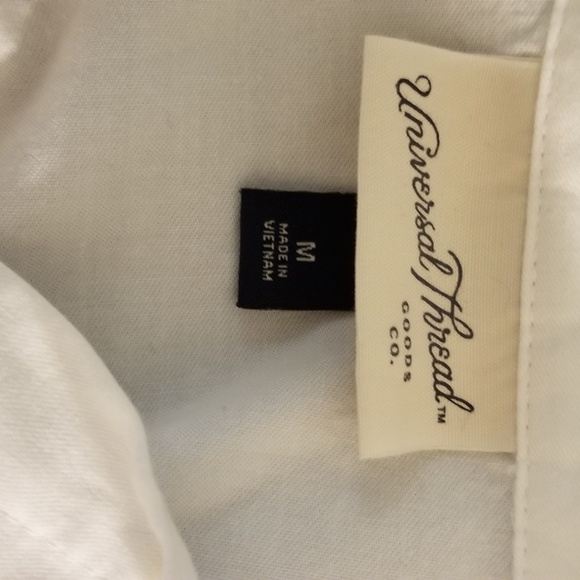 Universal Thread™
GOODS
CO.
M
MADE IN
VIETNAM